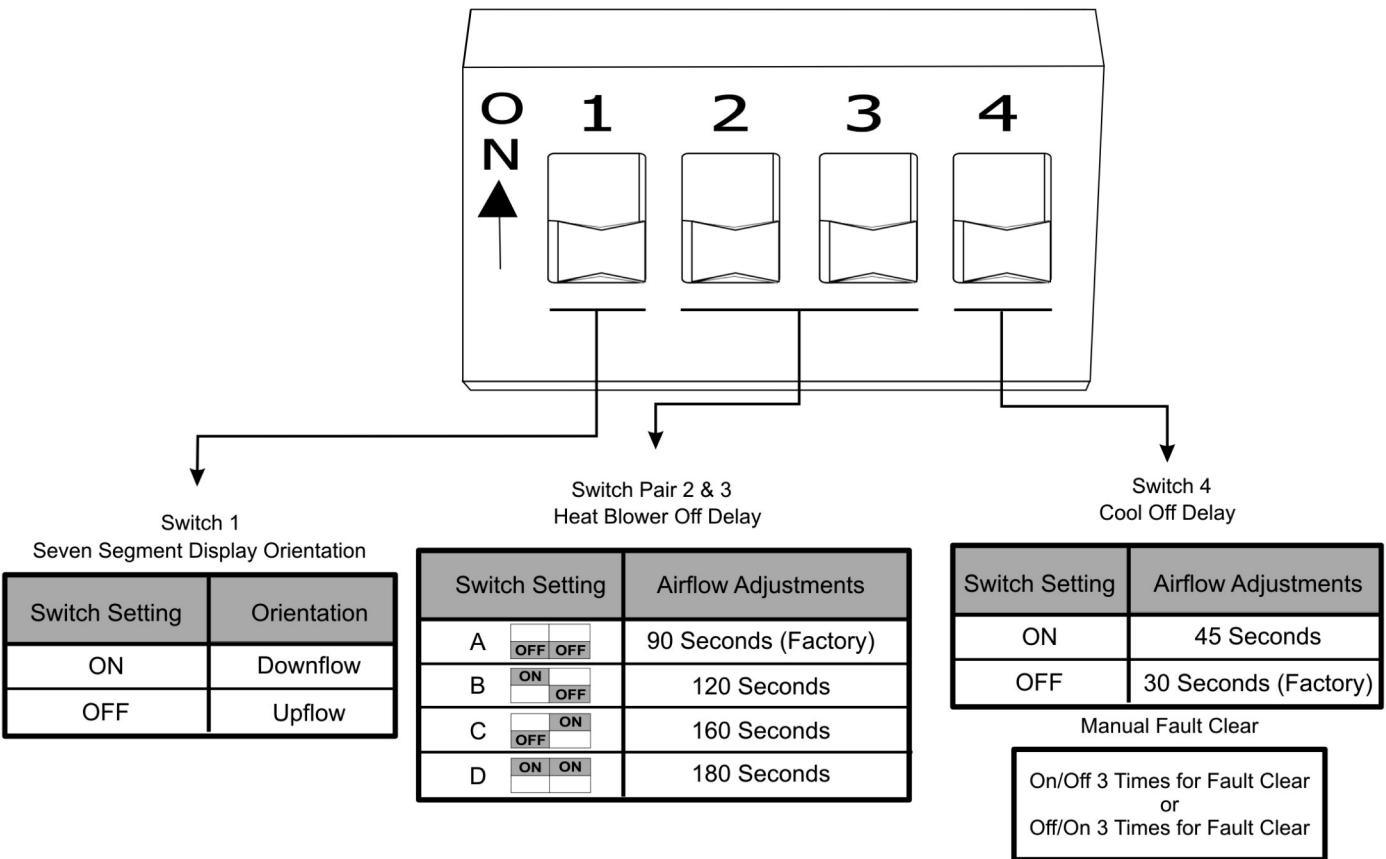 O
N
1 2 3 4
Switch 1
Seven Segment Display Orientation
Switch Setting Orientation
ON Downflow
OFF Upflow
Switch Pair 2 & 3
Heat Blower Off Delay
Switch Setting Airflow Adjustments
A OFF OFF 90 Seconds (Factory)
B ON OFF 120 Seconds
C OFF ON 160 Seconds
D ON ON 180 Seconds
Switch 4
Cool Off Delay
Switch Setting Airflow Adjustments
ON 45 Seconds
OFF 30 Seconds (Factory)
Manual Fault Clear
On/Off 3 Times for Fault Clear
or
Off/On 3 Times for Fault Clear